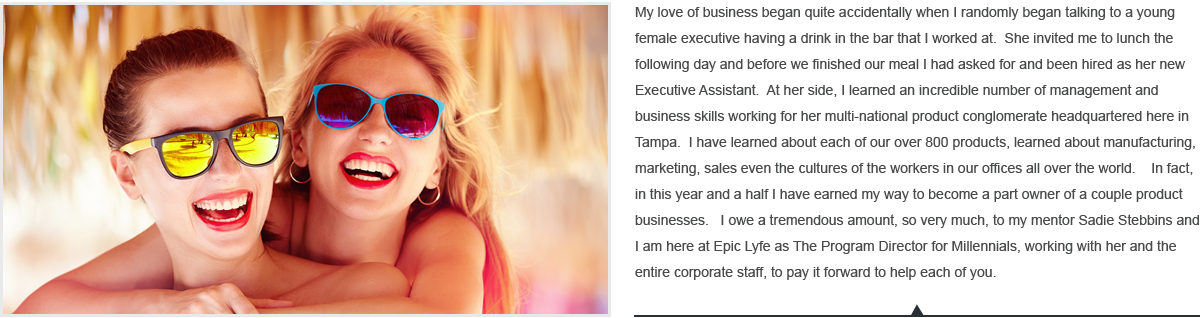 My love of business began quite accidentally when I randomly began talking to a young
female executive having a drink in the bar that I worked at.  She invited me to lunch the
following day and before we finished our meal I had asked for and been hired as her new
Executive Assistant.  At her side, I learned an incredible number of management and
business skills working for her multi-national product conglomerate headquartered here in
Tampa.  I have learned about each of our over 800 products, learned about manufacturing,
marketing, sales even the cultures of the workers in our offices all over the world.    In fact,
in this year and a half I have earned my way to become a part owner of a couple product
businesses.   I owe a tremendous amount, so very much, to my mentor Sadie Stebbins and
I am here at Epic Lyfe as The Program Director for Millennials, working with her and the
entire corporate staff, to pay it forward to help each of you.